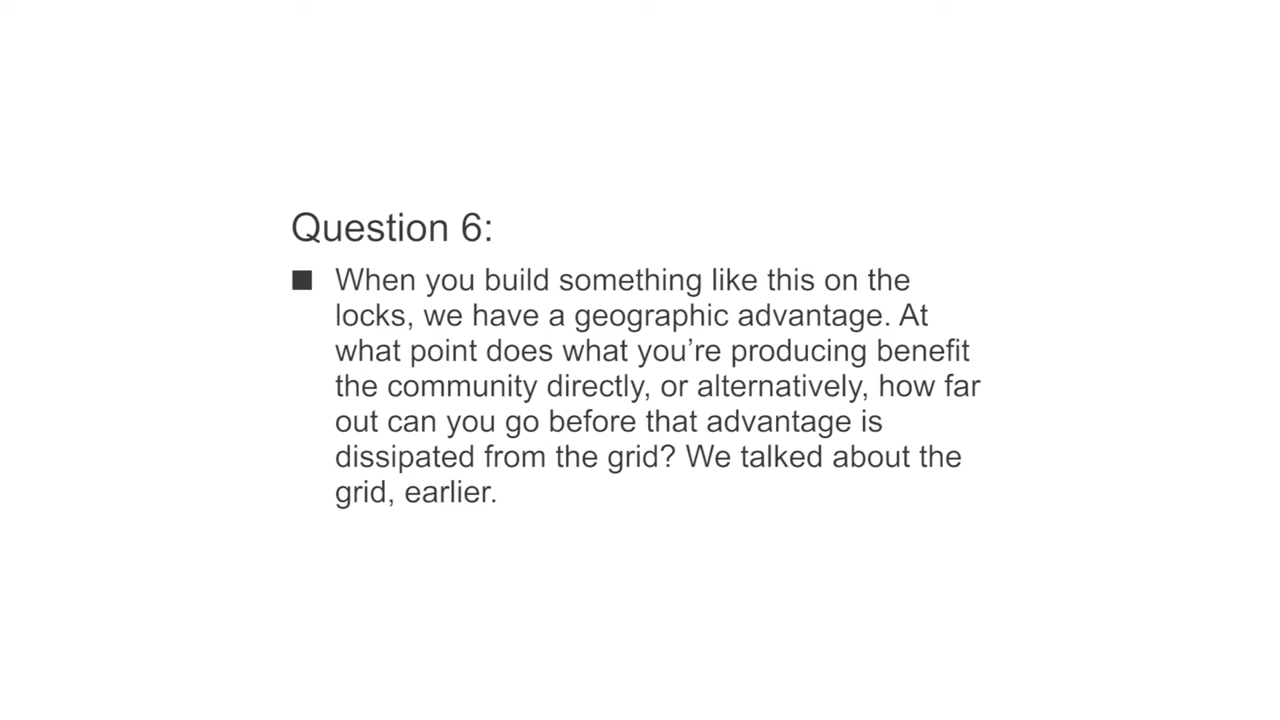 Question 6:
■ When you build something like this on the
locks, we have a geographic advantage. At
what point does what you're producing benefit
the community directly, or alternatively, how far
out can you go before that advantage is
dissipated from the grid? We talked about the
grid, earlier.